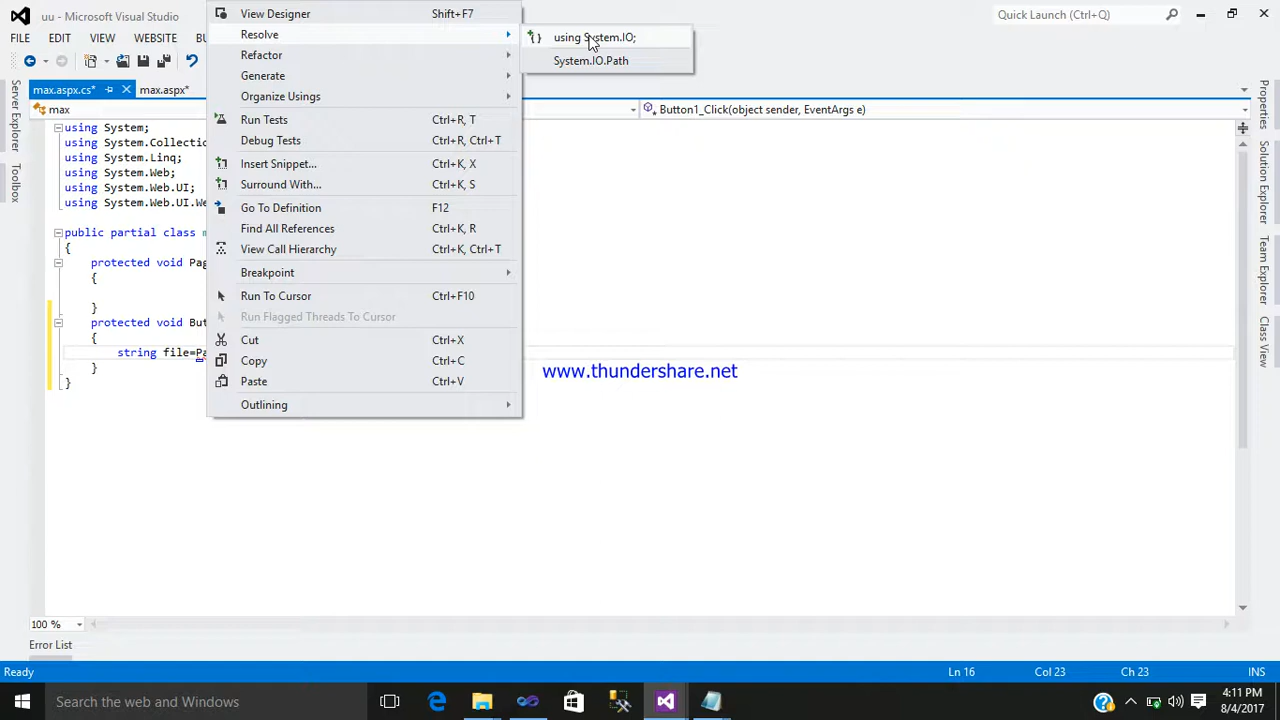 uu - Microsoft Visual Studio
Quick Launch (Ctrl+Q)
FILE EDIT VIEW WEBSITE
View Designer Shift+F7
Resolve
Refactor
Generate
Organize Usings
Run Tests Ctrl+R, T
Debug Tests Ctrl+R, Ctrl+T
Insert Snippet... Ctrl+K, X
Surround With... Ctrl+K, S
Go To Definition F12
Find All References Ctrl+K, R
View Call Hierarchy Ctrl+K, Ctrl+T
Breakpoint
Run To Cursor Ctrl+F10
Run Flagged Threads To Cursor
Cut Ctrl+X
Copy Ctrl+C
Paste Ctrl+V
Outlining
using System.IO;
System.IO.Path
max.aspx.cs* max.aspx*
max
Button1_Click(object sender, EventArgs e)
using System;
using System.Collectio
using System.Linq;
using System.Web;
using System.Web.UI;
using System.Web.UI.We
public partial class m
{
protected void Pag
{
}
protected void But
{
string file=Pa
}
}
www.thundershare.net
Server Explorer
Toolbox
Properties
Solution Explorer
Team Explorer
Class View
100 %
Error List
Ready Ln 16 Col 23 Ch 23 INS
Search the web and Windows
4:11 PM
8/4/2017